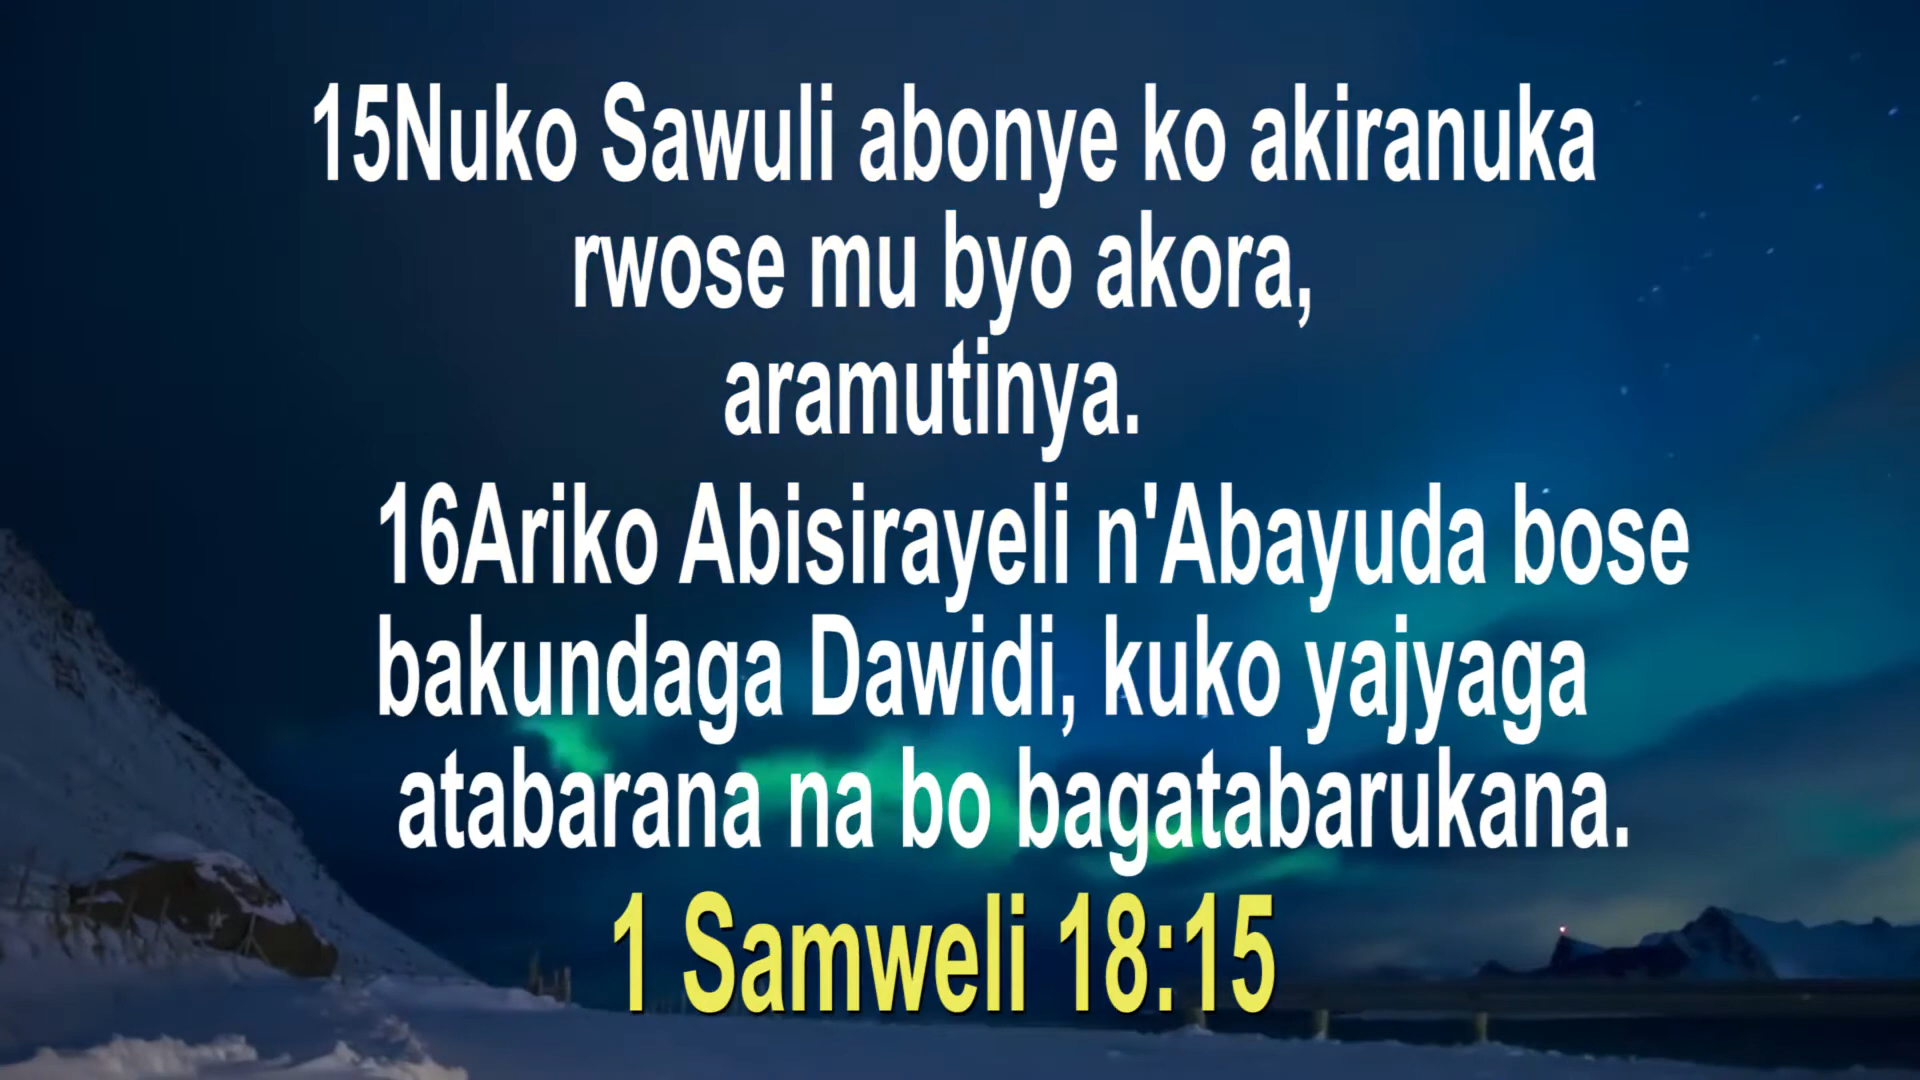 15Nuko Sawuli abonye ko akiranuka
rwose mu byo akora,
aramutinya.
16Ariko Abisirayeli n'Abayuda bose
bakundaga Dawidi, kuko yajyaga
atabarana na bo bagatabarukana.
1 Samweli 18:15